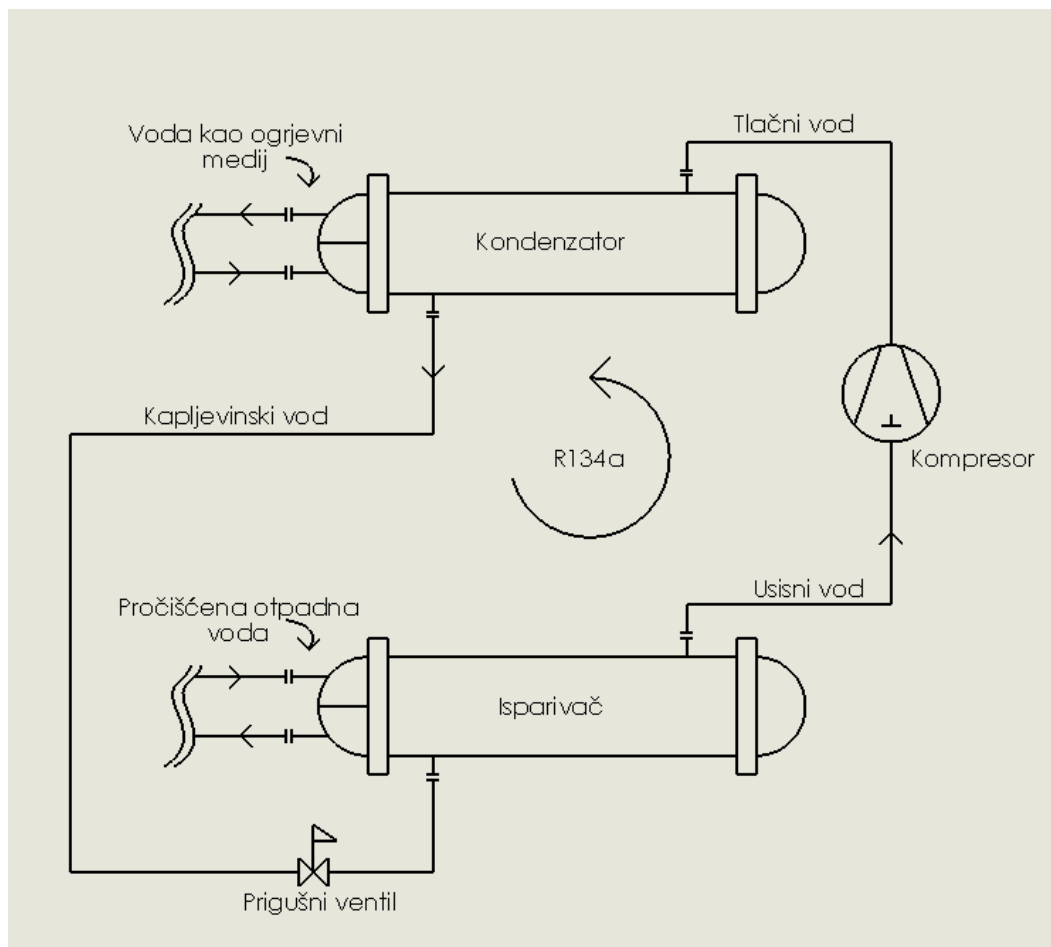 Tlačni vod
Voda kao ogrjevni
medij
Kondenzator
Kapljevinski vod
R134a
Kompresor
Usisni vod
Pročišćena otpadna
voda
Isparivač
Prigušni ventil